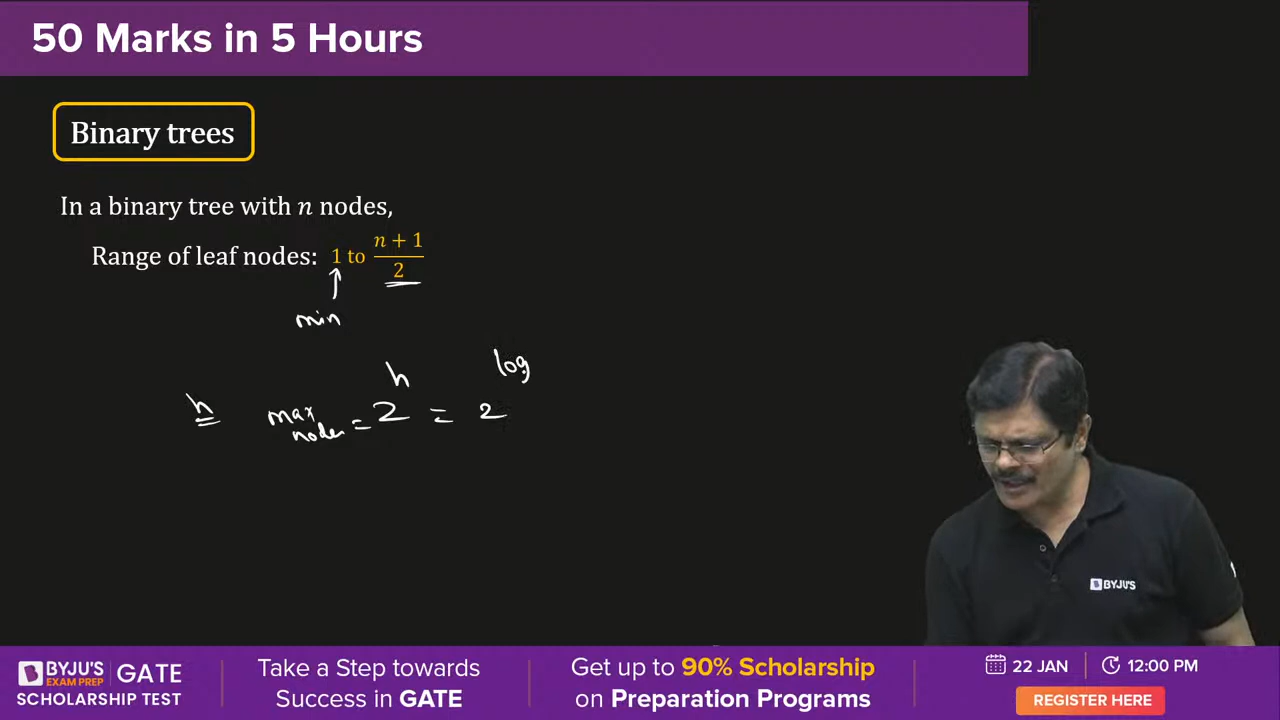 50 Marks in 5 Hours
Binary trees
In a binary tree with n nodes,
Range of leaf nodes: 1 to n + 1
2
min
h
log
h
max
nodes = 2 = 2
BYJU'S
BYJU'S
EXAM PREP
GATE
SCHOLARSHIP TEST
Take a Step towards
Success in GATE
Get up to 90% Scholarship
on Preparation Programs
22 JAN
12:00 PM
REGISTER HERE